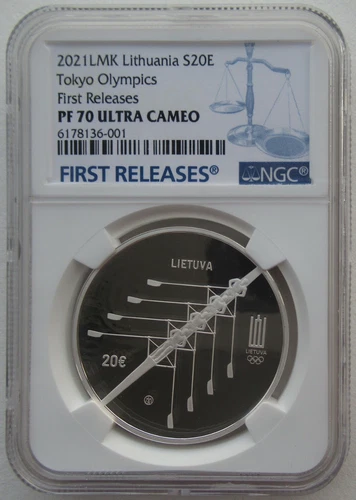 2021LMK Lithuania S20E
Tokyo Olympics
First Releases
PF 70 ULTRA CAMEO
6178136-001
FIRST RELEASES®
NGC®
LIETUVA
20€
LIETUVA